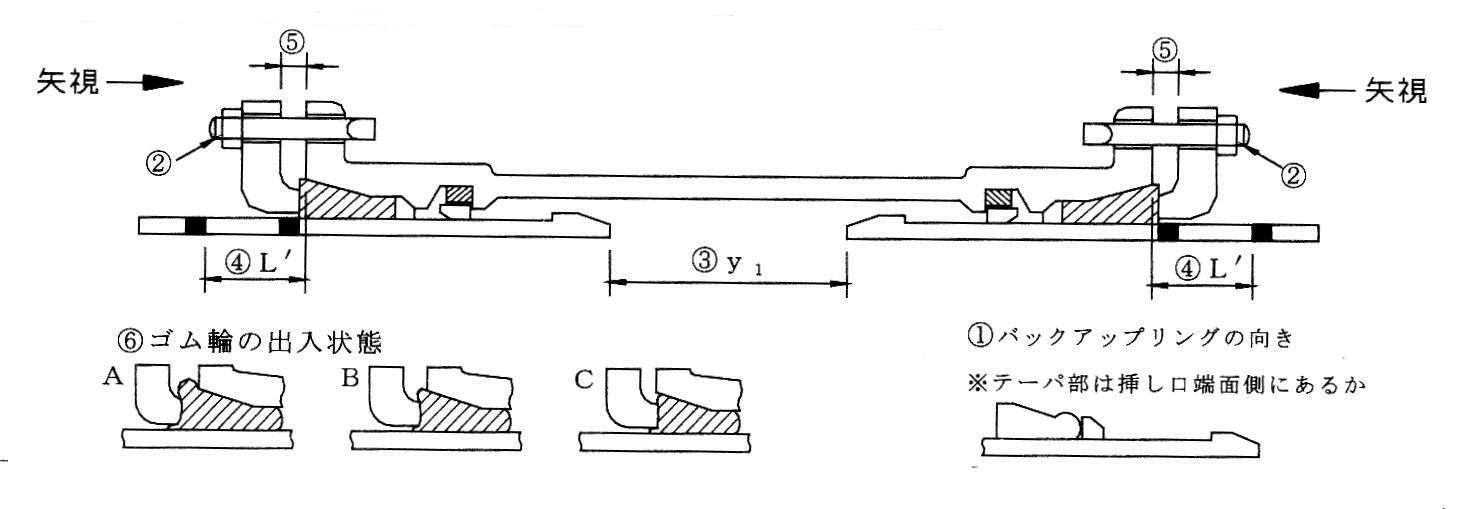 ⑤ ⑤
矢視 矢視
② ②
④ L′ ③ y₁ ④ L′
⑥ゴム輪の出入状態
A B C
①バックアップリングの向き
※テーパ部は挿し口端面側にあるか